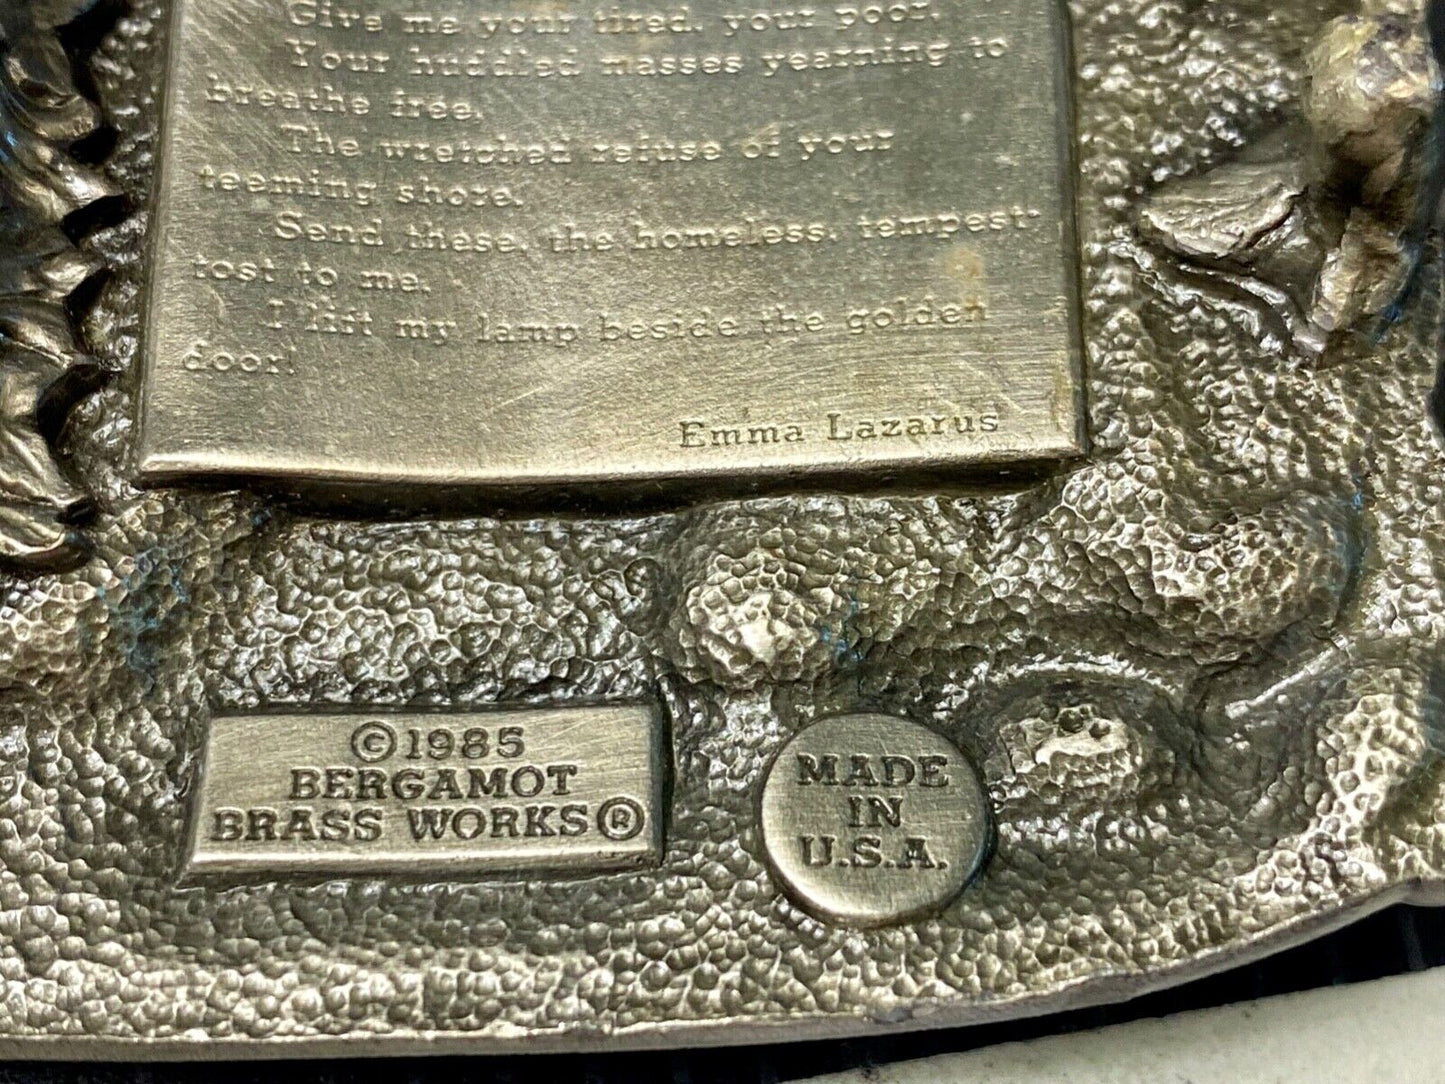 Give me your tired, your poor,
Your huddled masses yearning to
breathe free,
The wretched refuse of your
teeming shore.
Send these, the homeless, tempest-
tost to me,
I lift my lamp beside the golden
door!
Emma Lazarus
©1985
BERGAMOT
BRASS WORKS®
MADE
IN
U.S.A.